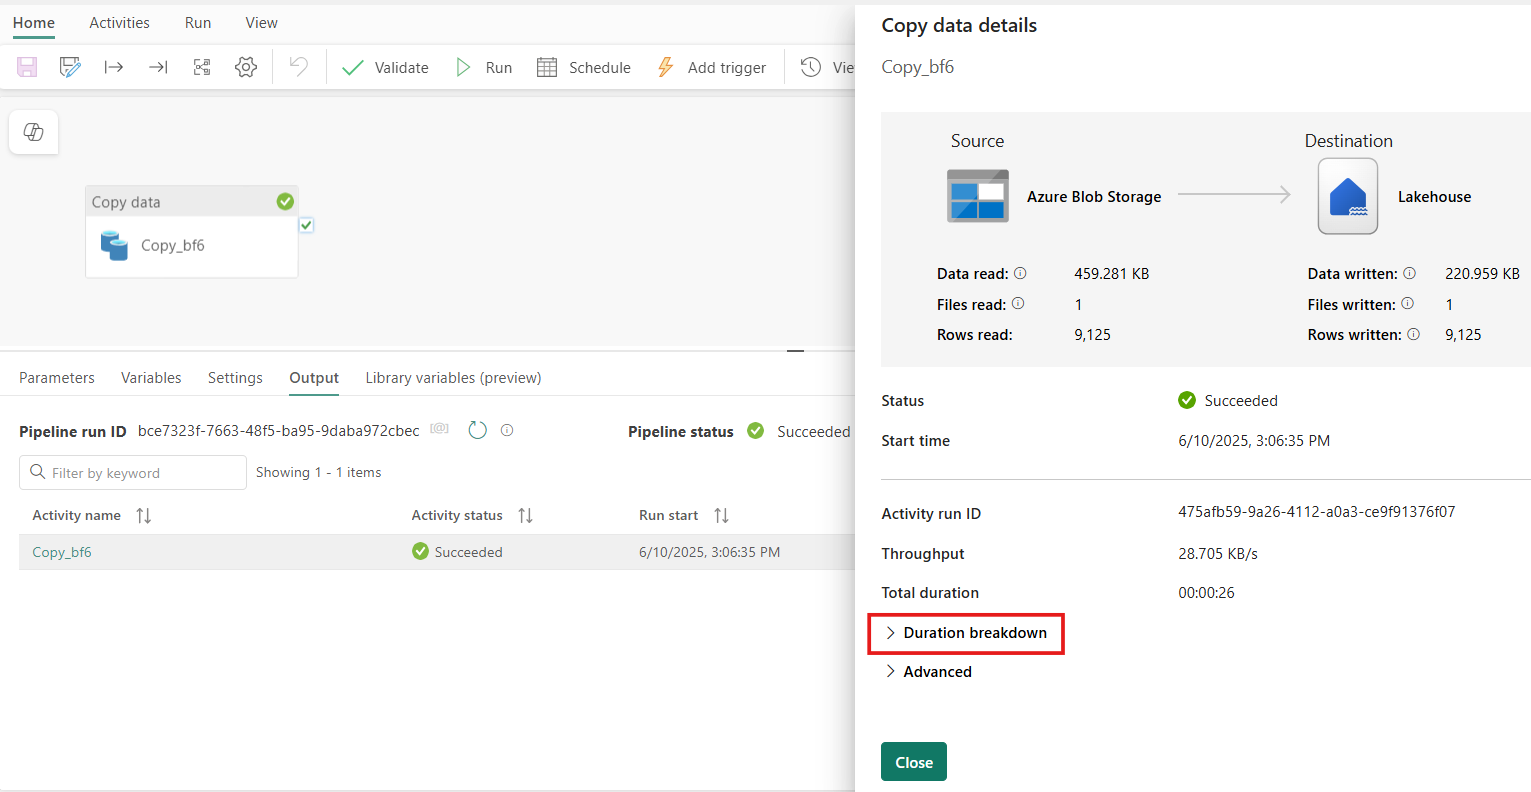 Home Activities Run View
Validate Run Schedule Add trigger
Copy data
Copy_bf6
Parameters Variables Settings Output Library variables (preview)
Pipeline run ID bce7323f-7663-48f5-ba95-9daba972cbec Pipeline status Succeeded
Filter by keyword Showing 1 - 1 items
Activity name Activity status Run start
Copy_bf6 Succeeded 6/10/2025, 3:06:35 PM
Copy data details
Copy_bf6
Source Destination
Azure Blob Storage Lakehouse
Data read: 459.281 KB Data written: 220.959 KB
Files read: 1 Files written: 1
Rows read: 9,125 Rows written: 9,125
Status Succeeded
Start time 6/10/2025, 3:06:35 PM
Activity run ID 475afb59-9a26-4112-a0a3-ce9f91376f07
Throughput 28.705 KB/s
Total duration 00:00:26
Duration breakdown
Advanced
Close